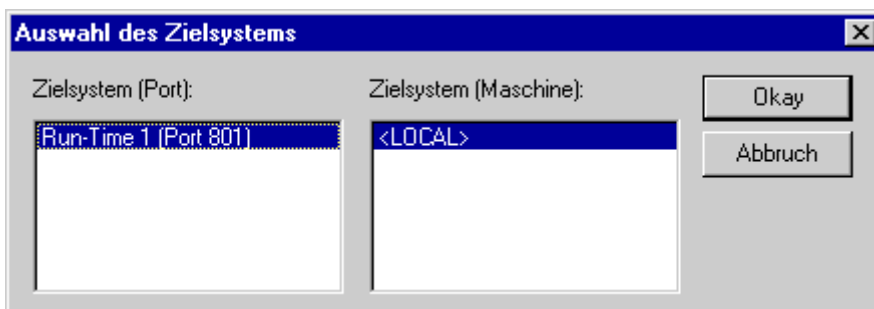 Auswahl des Zielsystems
Zielsystem (Port):
Zielsystem (Maschine):
Run-Time 1 (Port 801)
<LOCAL>
Okay
Abbruch